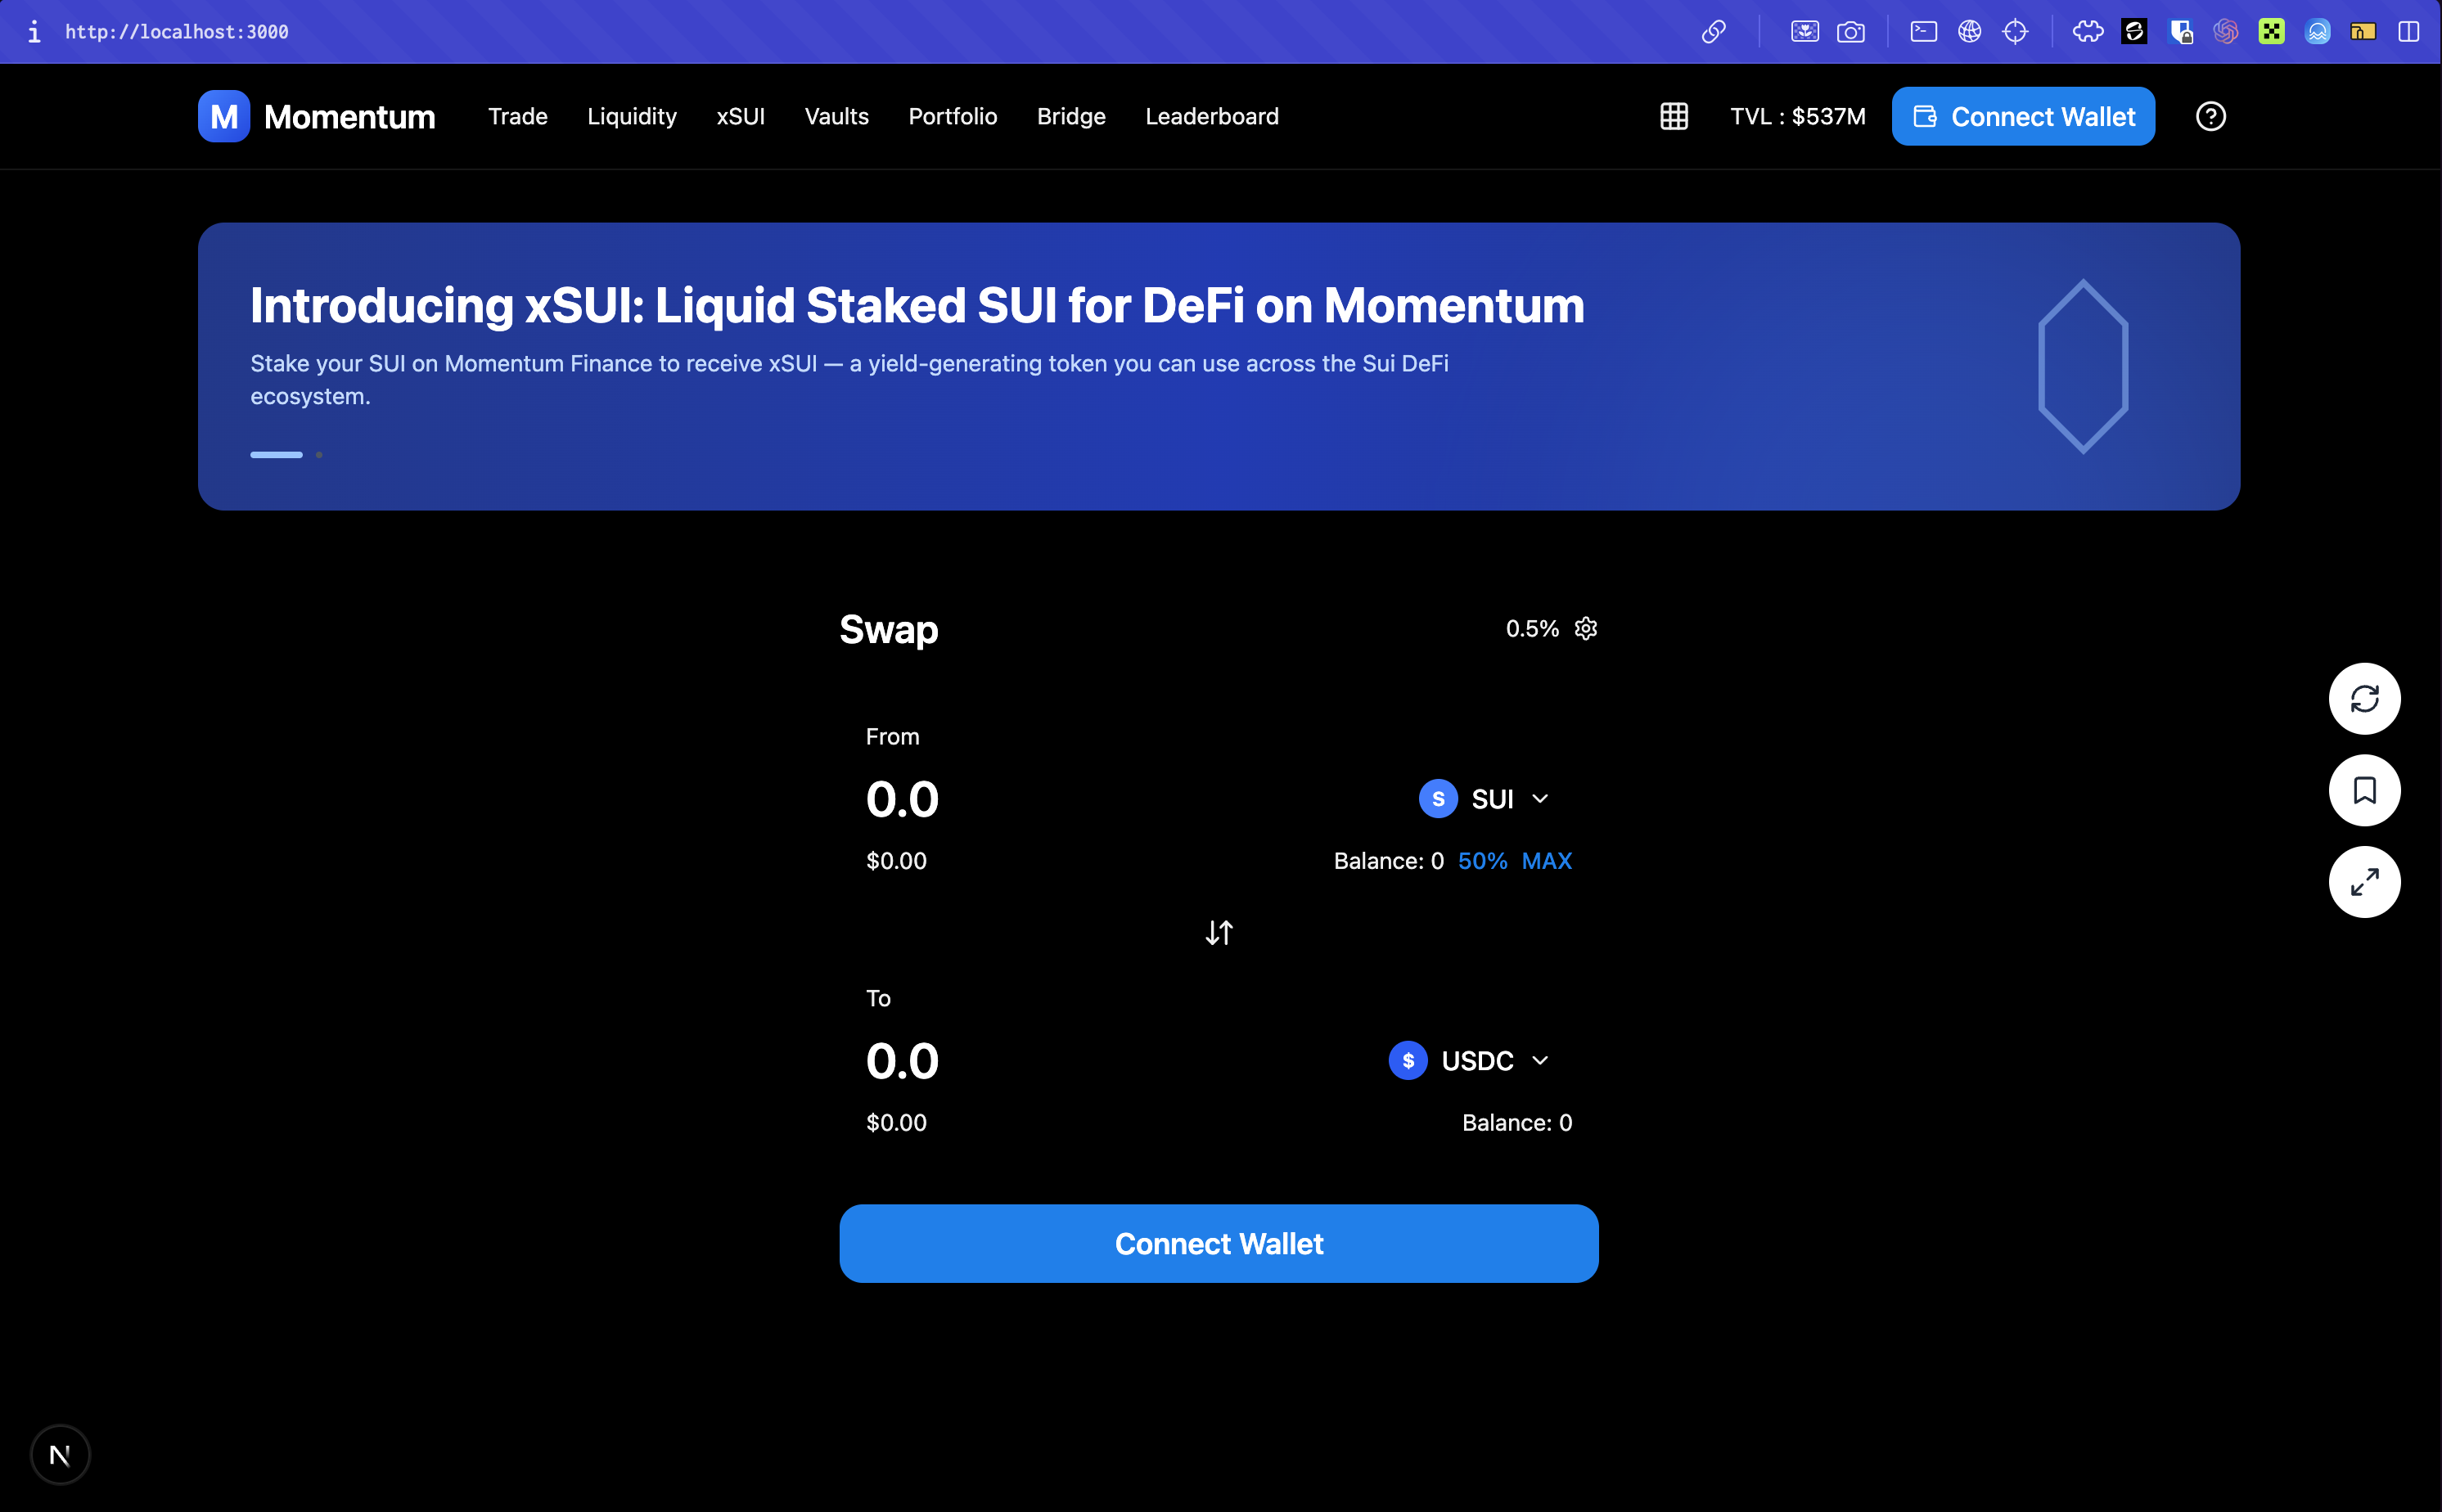 http://localhost:3000
M Momentum Trade Liquidity xSUI Vaults Portfolio Bridge Leaderboard TVL : $537M Connect Wallet
Introducing xSUI: Liquid Staked SUI for DeFi on Momentum
Stake your SUI on Momentum Finance to receive xSUI — a yield-generating token you can use across the Sui DeFi
ecosystem.
Swap 0.5%
From
0.0 S SUI
$0.00 Balance: 0 50% MAX
To
0.0 $ USDC
$0.00 Balance: 0
Connect Wallet
N